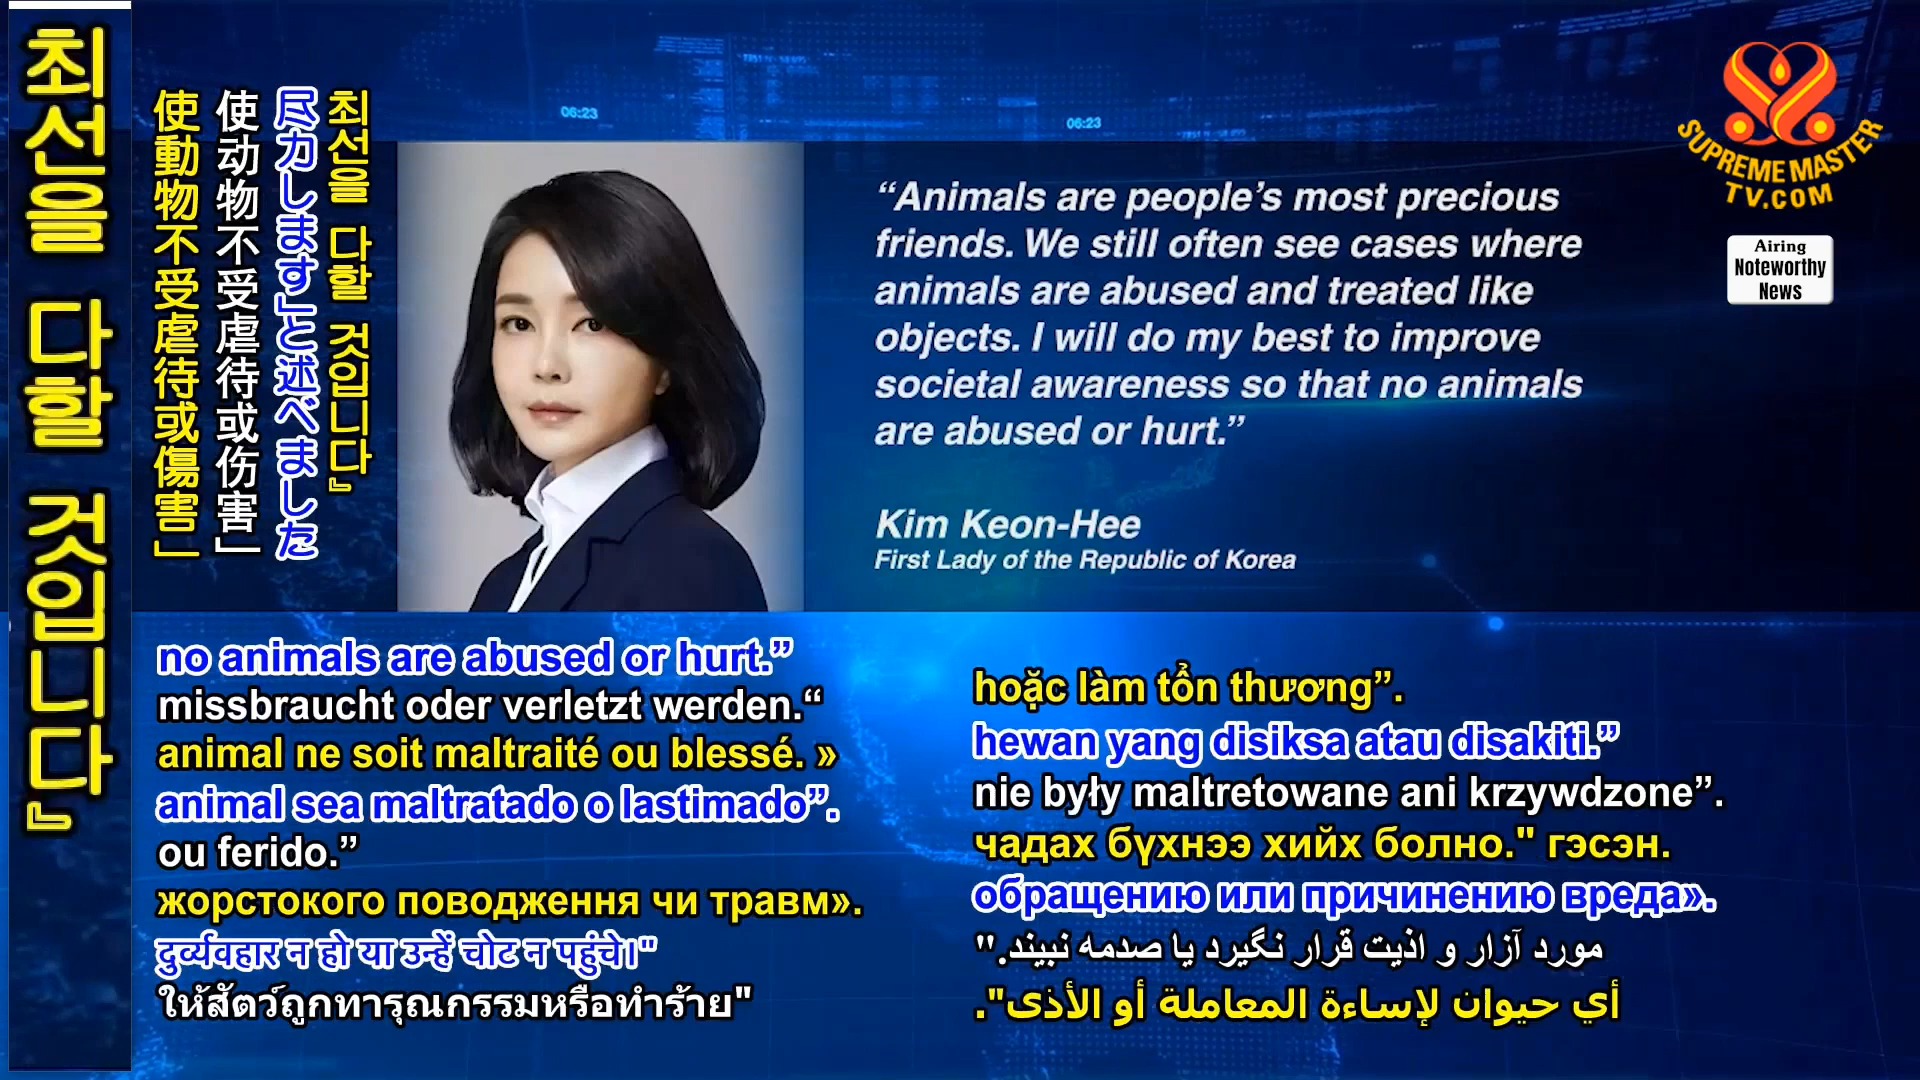 최선을 다할 것입니다』
최선을 다할 것입니다』
尽力します」と述べました
使动物不受虐待或伤害」
使動物不受虐待或傷害」
06:23
06:23
SUPREME MASTER
TV.COM
Airing
Noteworthy
News
“Animals are people’s most precious
friends. We still often see cases where
animals are abused and treated like
objects. I will do my best to improve
societal awareness so that no animals
are abused or hurt.”
Kim Keon-Hee
First Lady of the Republic of Korea
no animals are abused or hurt.”
missbraucht oder verletzt werden.“
animal ne soit maltraité ou blessé. »
animal sea maltratado o lastimado”.
ou ferido.”
жорстокого поводження чи травм».
दुर्व्यवहार न हो या उन्हें चोट न पहुंचे।"
ให้สัตว์ถูกทารุณกรรมหรือทำร้าย"
hoặc làm tổn thương”.
hewan yang disiksa atau disakiti.”
nie były maltretowane ani krzywdzone”.
чадах бүхнээ хийх болно." гэсэн.
обращению или причинению вреда».
مورد آزار و اذیت قرار نگیرد یا صدمه نبیند."
أي حيوان لإساءة المعاملة أو الأذى".